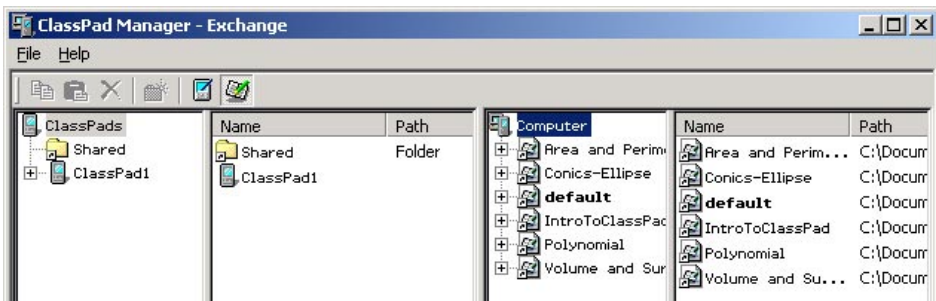 ClassPad Manager - Exchange
File Help
ClassPads
Shared
ClassPad1
Name Path
Shared Folder
ClassPad1
Computer
Area and Perim
Conics-Ellipse
default
IntroToClassPad
Polynomial
Volume and Sur
Name Path
Area and Perim... C:\Docum
Conics-Ellipse C:\Docum
default C:\Docum
IntroToClassPad C:\Docum
Polynomial C:\Docum
Volume and Su... C:\Docum